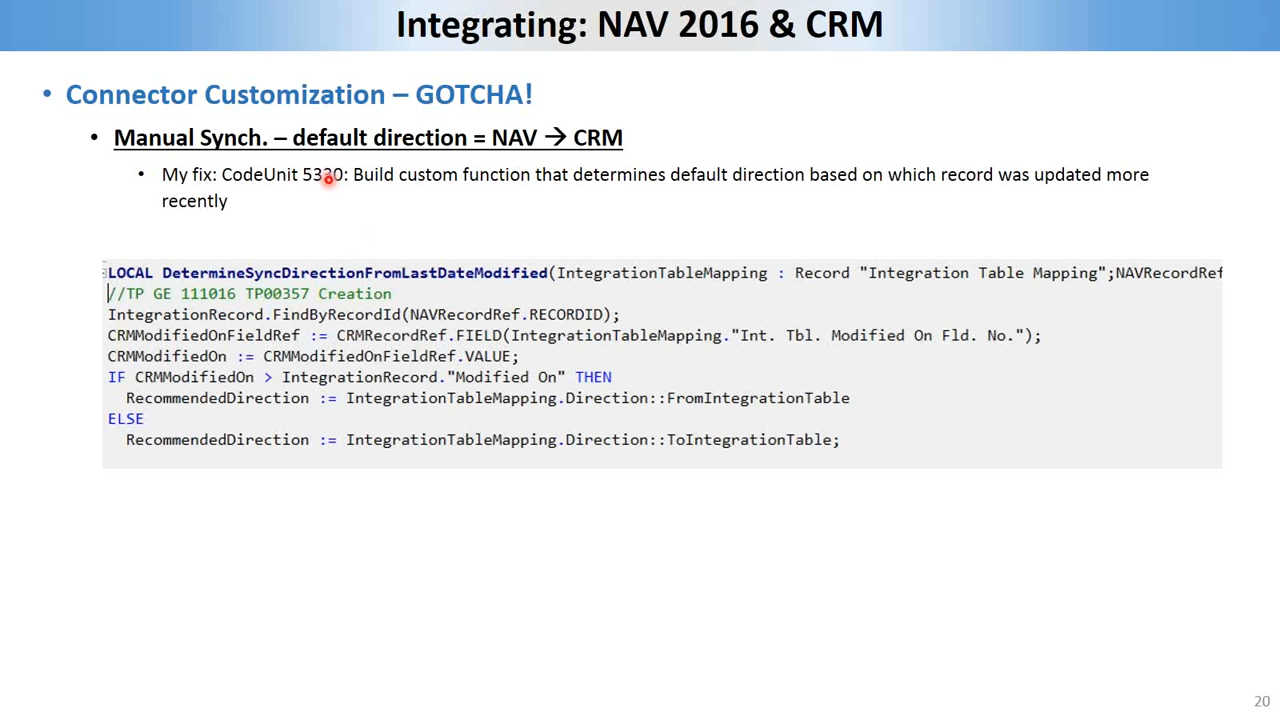 Integrating: NAV 2016 & CRM
• Connector Customization – GOTCHA!
• Manual Synch. – default direction = NAV → CRM
• My fix: CodeUnit 5330: Build custom function that determines default direction based on which record was updated more
recently
LOCAL DetermineSyncDirectionFromLastDateModified(IntegrationTableMapping : Record "Integration Table Mapping";NAVRecordRef
//TP GE 111016 TP00357 Creation
IntegrationRecord.FindByRecordId(NAVRecordRef.RECORDID);
CRMModifiedOnFieldRef := CRMRecordRef.FIELD(IntegrationTableMapping."Int. Tbl. Modified On Fld. No.");
CRMModifiedOn := CRMModifiedOnFieldRef.VALUE;
IF CRMModifiedOn > IntegrationRecord."Modified On" THEN
RecommendedDirection := IntegrationTableMapping.Direction::FromIntegrationTable
ELSE
RecommendedDirection := IntegrationTableMapping.Direction::ToIntegrationTable;
20